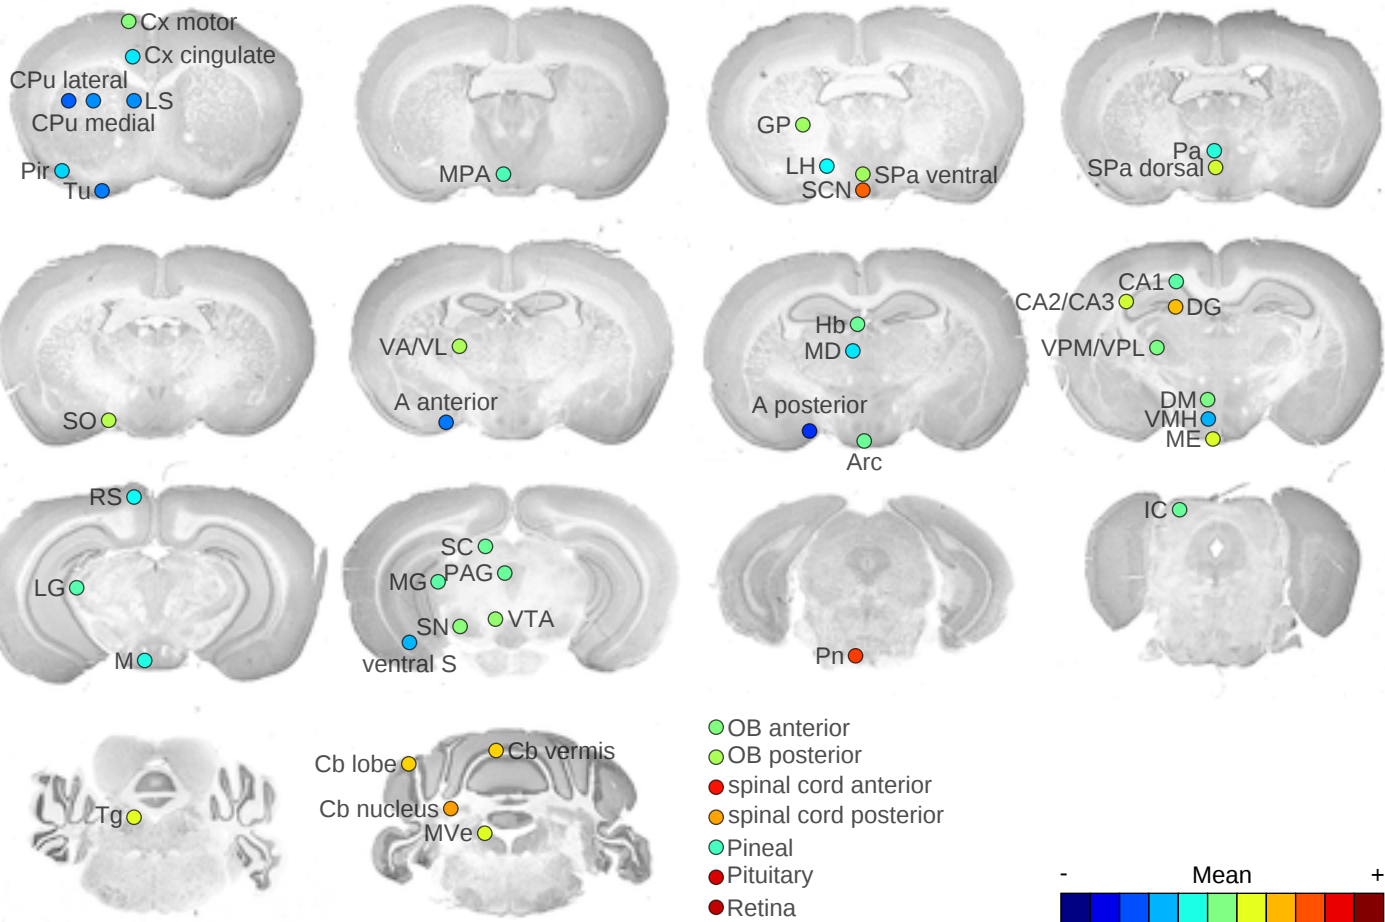 Cx motor
Cx cingulate
CPu lateral
LS
CPu medial
Pir
Tu
MPA
GP
LH
SPa ventral
SCN
Pa
SPa dorsal
SO
VA/VL
A anterior
Hb
MD
A posterior
Arc
CA1
CA2/CA3
DG
VPM/VPL
DM
VMH
ME
RS
LG
M
SC
MG
PAG
SN
VTA
ventral S
Pn
IC
Tg
Cb lobe
Cb vermis
Cb nucleus
MVe
OB anterior
OB posterior
spinal cord anterior
spinal cord posterior
Pineal
Pituitary
Retina
- Mean +